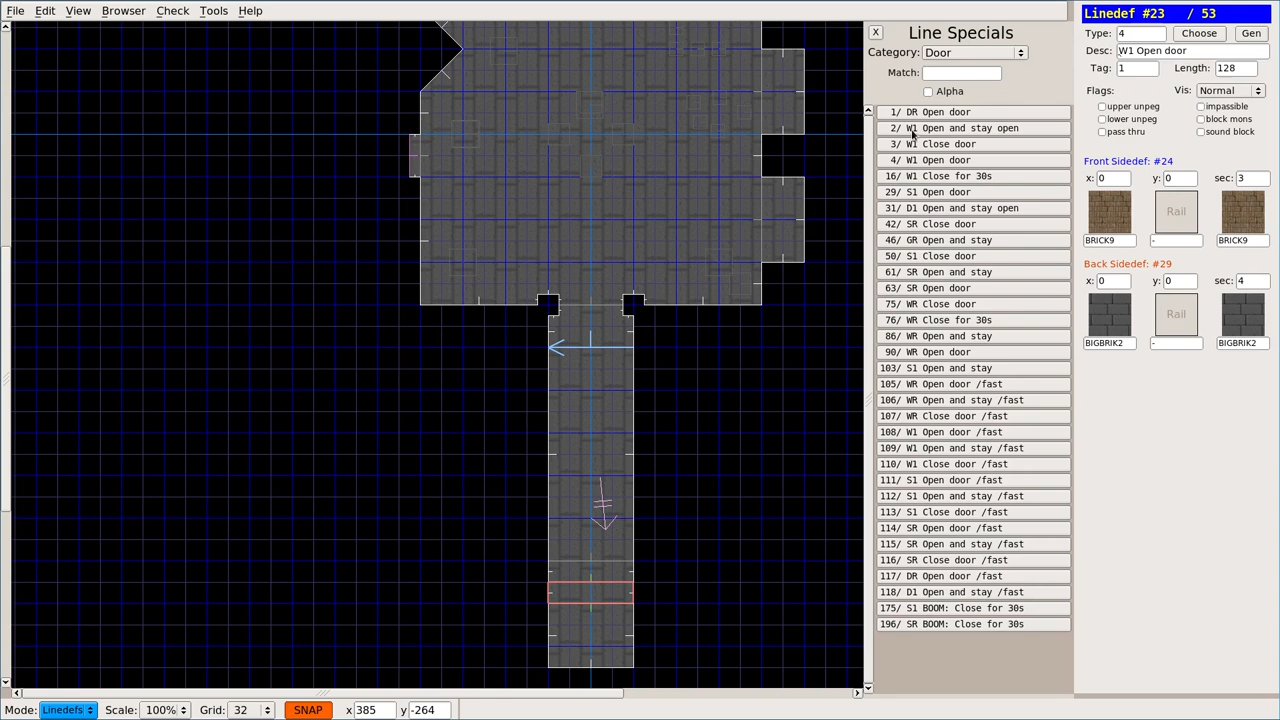 File Edit View Browser Check Tools Help
X Line Specials
Category: Door
Match:
Alpha
1/ DR Open door
2/ W1 Open and stay open
3/ W1 Close door
4/ W1 Open door
16/ W1 Close for 30s
29/ S1 Open door
31/ D1 Open and stay open
42/ SR Close door
46/ GR Open and stay
50/ S1 Close door
61/ SR Open and stay
63/ SR Open door
75/ WR Close door
76/ WR Close for 30s
86/ WR Open and stay
90/ WR Open door
103/ S1 Open and stay
105/ WR Open door /fast
106/ WR Open and stay /fast
107/ WR Close door /fast
108/ W1 Open door /fast
109/ W1 Open and stay /fast
110/ W1 Close door /fast
111/ S1 Open door /fast
112/ S1 Open and stay /fast
113/ S1 Close door /fast
114/ SR Open door /fast
115/ SR Open and stay /fast
116/ SR Close door /fast
117/ DR Open door /fast
118/ D1 Open and stay /fast
175/ S1 BOOM: Close for 30s
196/ SR BOOM: Close for 30s
Linedef #23 / 53
Type: 4 Choose Gen
Desc: W1 Open door
Tag: 1 Length: 128
Flags: Vis: Normal
upper unpeg impassible
lower unpeg block mons
pass thru sound block
Front Sidedef: #24
x: 0 y: 0 sec: 3
Rail
BRICK9 - BRICK9
Back Sidedef: #29
x: 0 y: 0 sec: 4
Rail
BIGBRIK2 - BIGBRIK2
Mode: Linedefs Scale: 100% Grid: 32 SNAP x 385 y -264